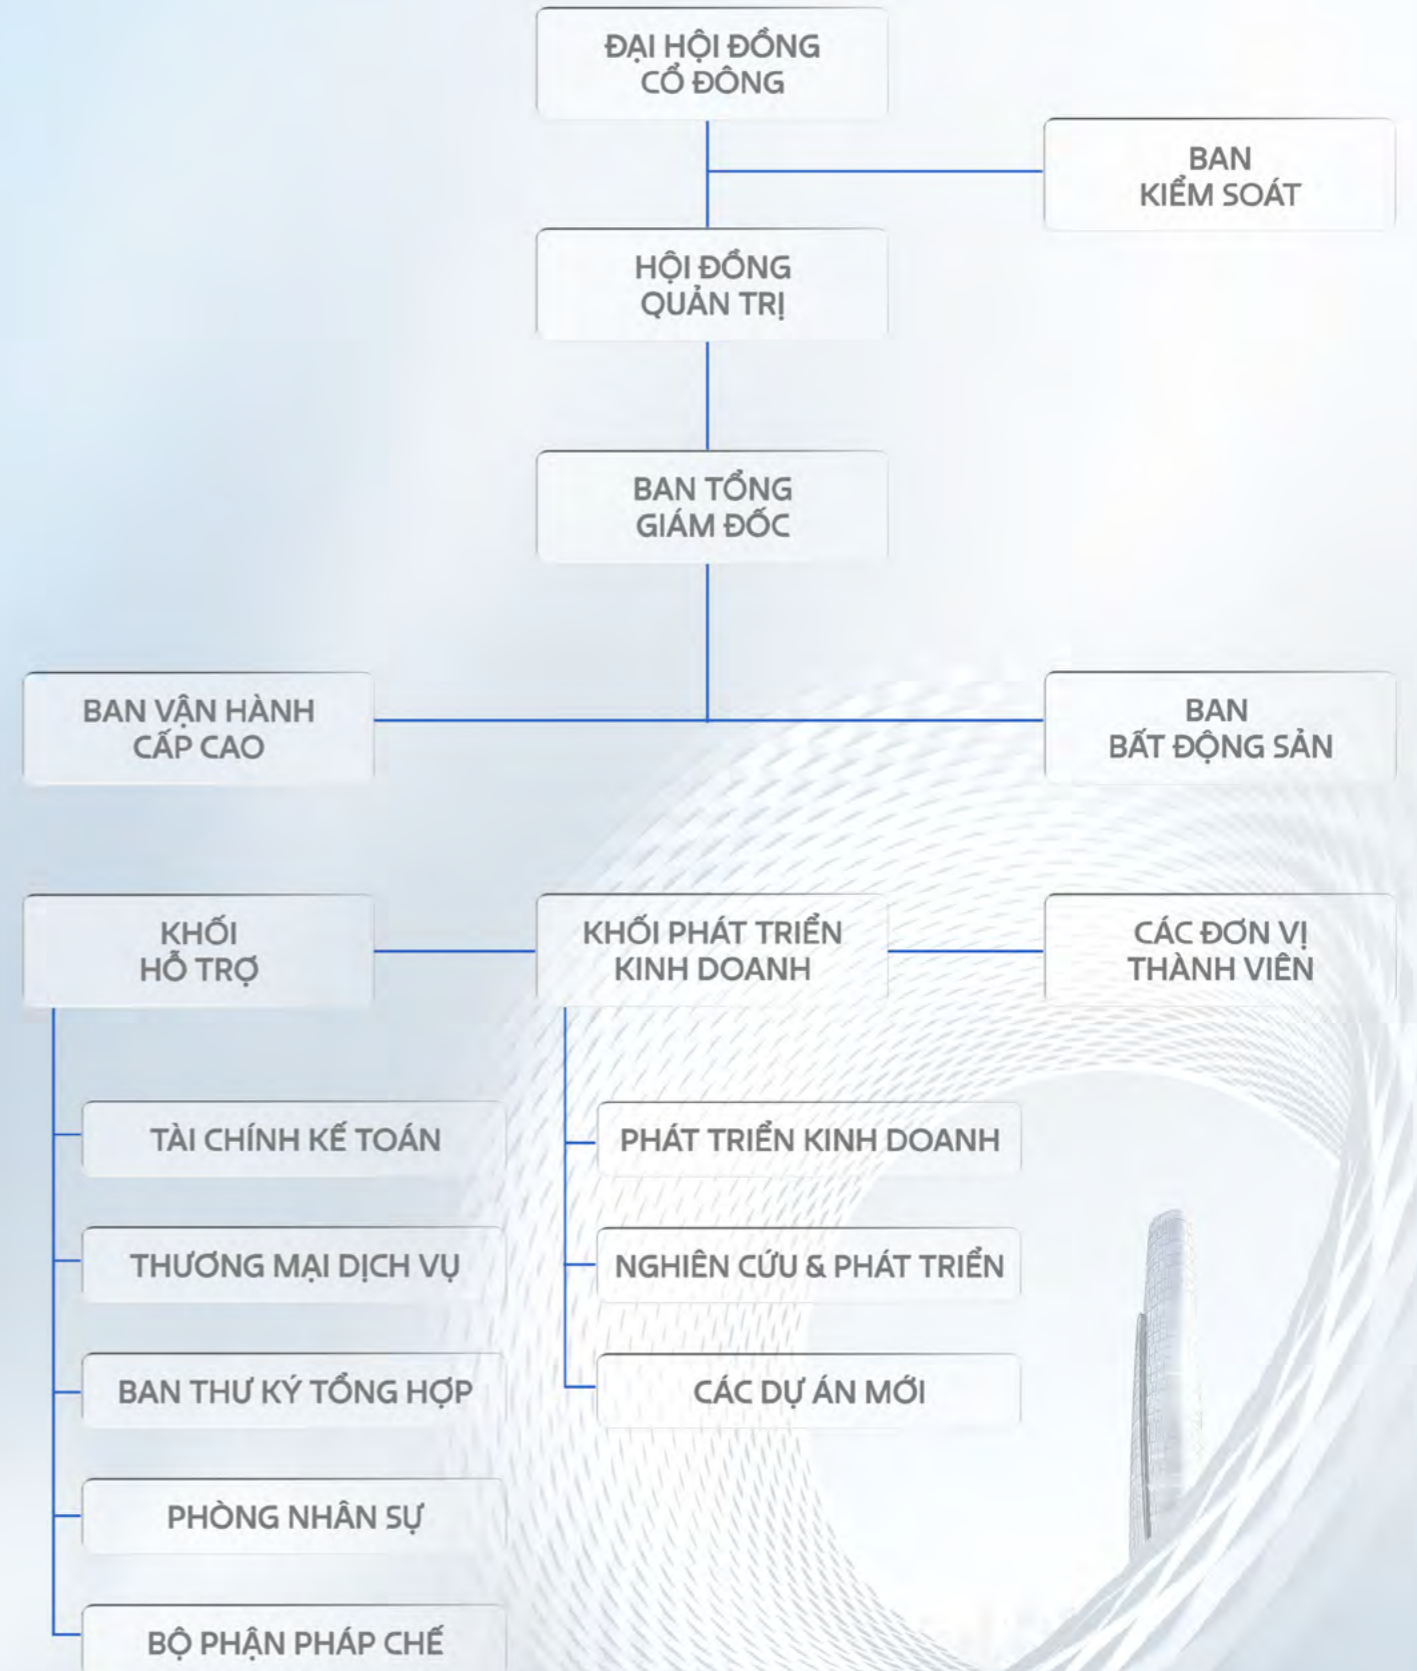 ĐẠI HỘI ĐỒNG
CỔ ĐÔNG
BAN
KIỂM SOÁT
HỘI ĐỒNG
QUẢN TRỊ
BAN TỔNG
GIÁM ĐỐC
BAN VẬN HÀNH
CẤP CAO
BAN
BẤT ĐỘNG SẢN
KHỐI
HỖ TRỢ
KHỐI PHÁT TRIỂN
KINH DOANH
CÁC ĐƠN VỊ
THÀNH VIÊN
TÀI CHÍNH KẾ TOÁN
THƯƠNG MẠI DỊCH VỤ
BAN THƯ KÝ TỔNG HỢP
PHÒNG NHÂN SỰ
BỘ PHẬN PHÁP CHẾ
PHÁT TRIỂN KINH DOANH
NGHIÊN CỨU & PHÁT TRIỂN
CÁC DỰ ÁN MỚI